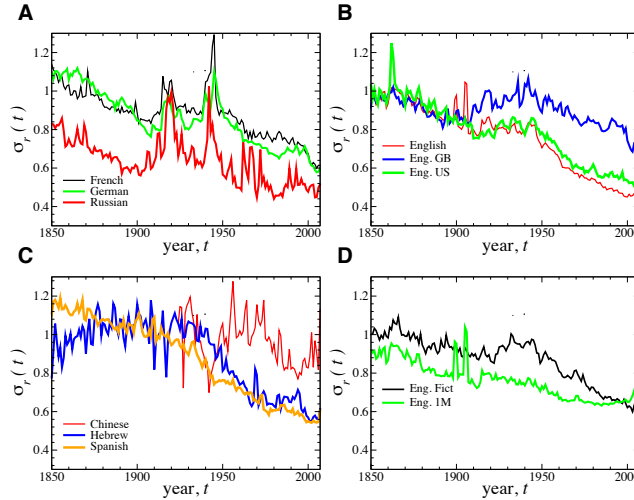 A
1.2
1
0.8
0.6
0.4
σr(t)
French
German
Russian
1850 1900 1950 2000
year, t
B
1.2
1
0.8
0.6
0.4
σr(t)
English
Eng. GB
Eng. US
1850 1900 1950 2000
year, t
C
1.2
1
0.8
0.6
0.4
σr(t)
Chinese
Hebrew
Spanish
1850 1900 1950 2000
year, t
D
1.2
1
0.8
0.6
0.4
σr(t)
Eng. Fict
Eng. 1M
1850 1900 1950 2000
year, t